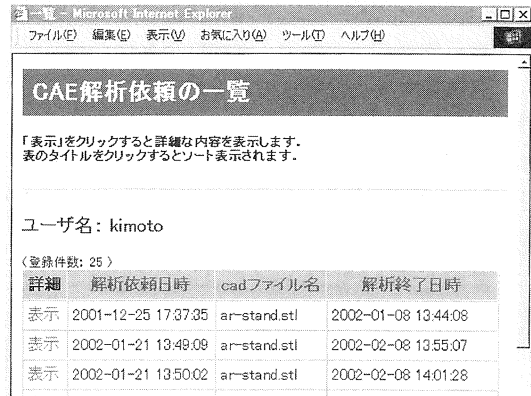 一覧 - Microsoft Internet Explorer
ファイル(F) 編集(E) 表示(V) お気に入り(A) ツール(T) ヘルプ(H)
CAE解析依頼の一覧
「表示」をクリックすると詳細な内容を表示します.
表のタイトルをクリックするとソート表示されます.
ユーザ名: kimoto
(登録件数: 25 )
詳細 解析依頼日時 cadファイル名 解析終了日時
表示 2001-12-25 17:37:35 ar-stand.stl 2002-01-08 13:44:08
表示 2002-01-21 13:49:09 ar-stand.stl 2002-02-08 13:55:07
表示 2002-01-21 13:50:02 ar-stand.stl 2002-02-08 14:01:28